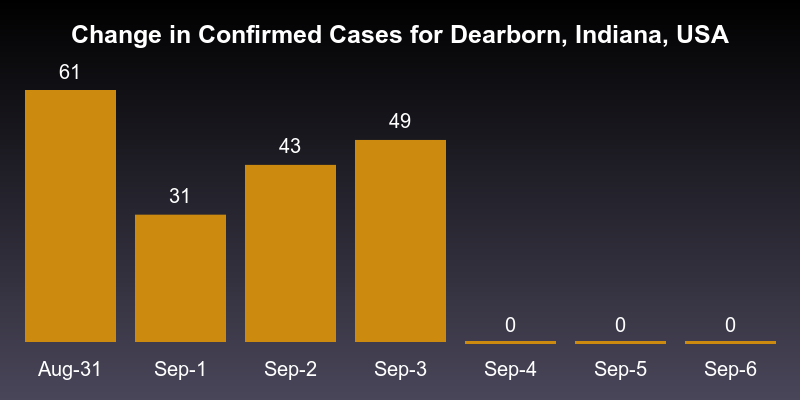 Change in Confirmed Cases for Dearborn, Indiana, USA
61
31
43
49
0
0
0
Aug-31
Sep-1
Sep-2
Sep-3
Sep-4
Sep-5
Sep-6